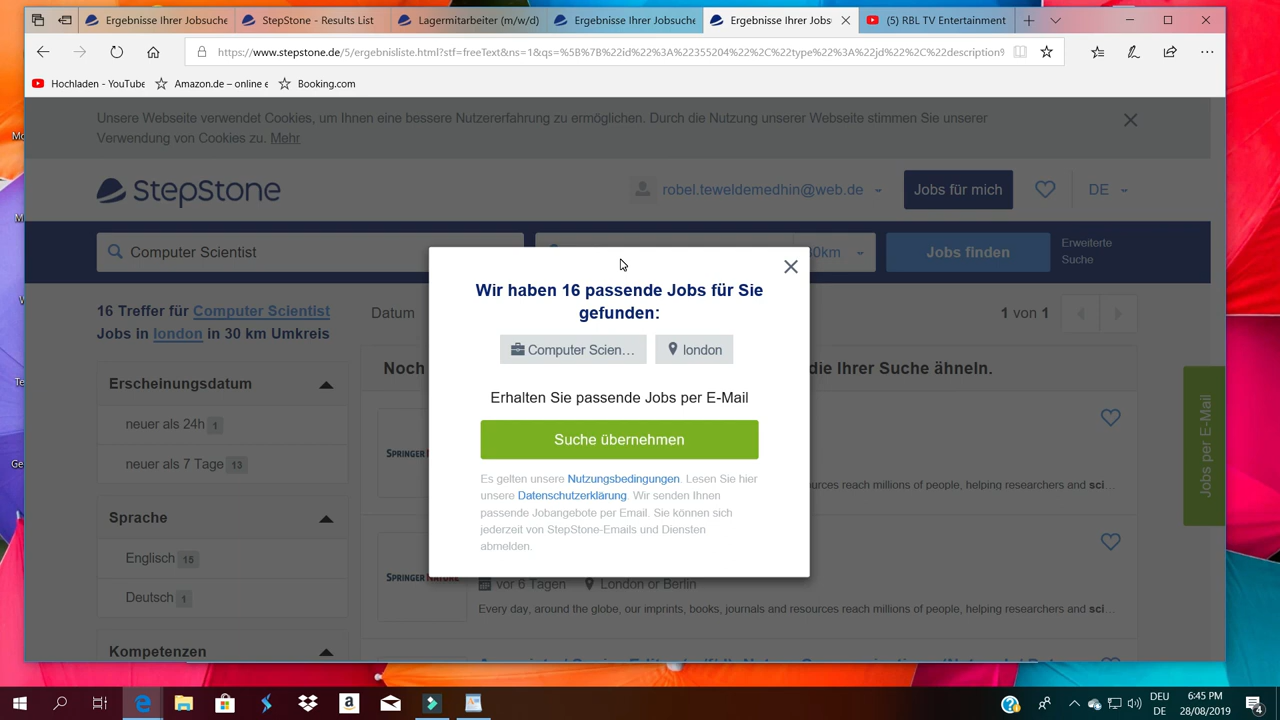 Ergebnisse Ihrer Jobsuche
StepStone - Results List
Lagermitarbeiter (m/w/d)
Ergebnisse Ihrer Jobsuche
Ergebnisse Ihrer Jobs
(5) RBL TV Entertainment
https://www.stepstone.de/5/ergebnisliste.html?stf=freeText&ns=1&qs=%5B%7B%22id%22%3A%22355204%22%2C%22type%22%3A%22jd%22%2C%22description%
Hochladen - YouTube
Amazon.de – online e
Booking.com
Unsere Webseite verwendet Cookies, um Ihnen eine bessere Nutzererfahrung zu ermöglichen. Durch die Nutzung unserer Webseite stimmen Sie unserer
Verwendung von Cookies zu. Mehr
StepStone
robel.teweldemedhin@web.de
Jobs für mich
DE
Computer Scientist
0km
Jobs finden
Erweiterte
Suche
16 Treffer für Computer Scientist
Jobs in london in 30 km Umkreis
Datum
1 von 1
Wir haben 16 passende Jobs für Sie
gefunden:
Computer Scien…
london
Erhalten Sie passende Jobs per E-Mail
Suche übernehmen
Es gelten unsere Nutzungsbedingungen. Lesen Sie hier
unsere Datenschutzerklärung. Wir senden Ihnen
passende Jobangebote per Email. Sie können sich
jederzeit von StepStone-Emails und Diensten
abmelden.
Erscheinungsdatum
neuer als 24h 1
neuer als 7 Tage 13
Sprache
Englisch 15
Deutsch 1
Kompetenzen
Noch
die Ihrer Suche ähneln.
SPRINGER N
ources reach millions of people, helping researchers and sci…
SPRINGER NATURE
vor 6 Tagen
London or Berlin
Every day, around the globe, our imprints, books, journals and resources reach millions of people, helping researchers and sci…
Jobs per E-Mail
DEU
DE
6:45 PM
28/08/2019
4